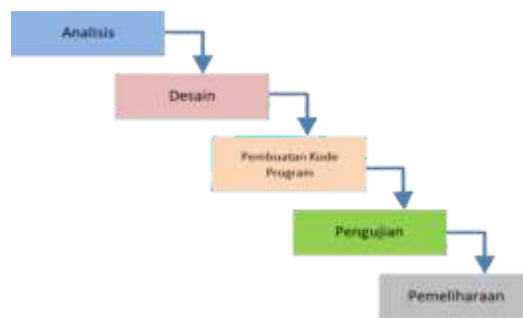 Analisis
Desain
Pembuatan Kode
Program
Pengujian
Pemeliharaan